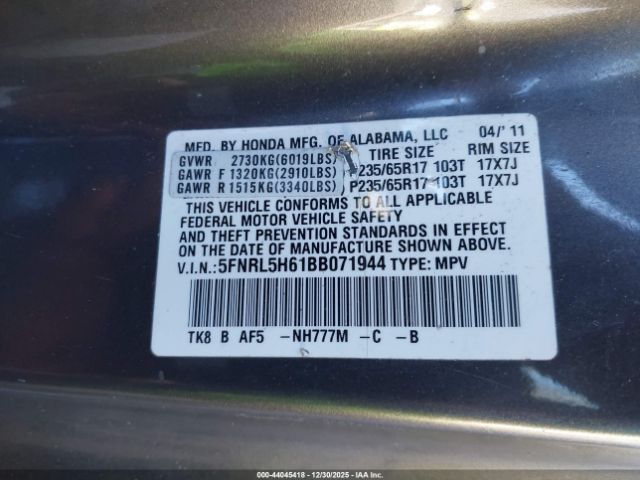 MFD. BY HONDA MFG. OF ALABAMA, LLC 04/'11
GVWR 2730KG(6019LBS) TIRE SIZE RIM SIZE
GAWR F 1320KG(2910LBS) P235/65R17 103T 17X7J
GAWR R 1515KG(3340LBS) P235/65R17 103T 17X7J
THIS VEHICLE CONFORMS TO ALL APPLICABLE
FEDERAL MOTOR VEHICLE SAFETY
AND THEFT PREVENTION STANDARDS IN EFFECT
ON THE DATE OF MANUFACTURE SHOWN ABOVE.
V.I.N.:5FNRL5H61BB071944 TYPE: MPV
TK8 B AF5 -NH777M -C -B
© IAA - 44045418 - 12/30/2025 - IAAI.COM